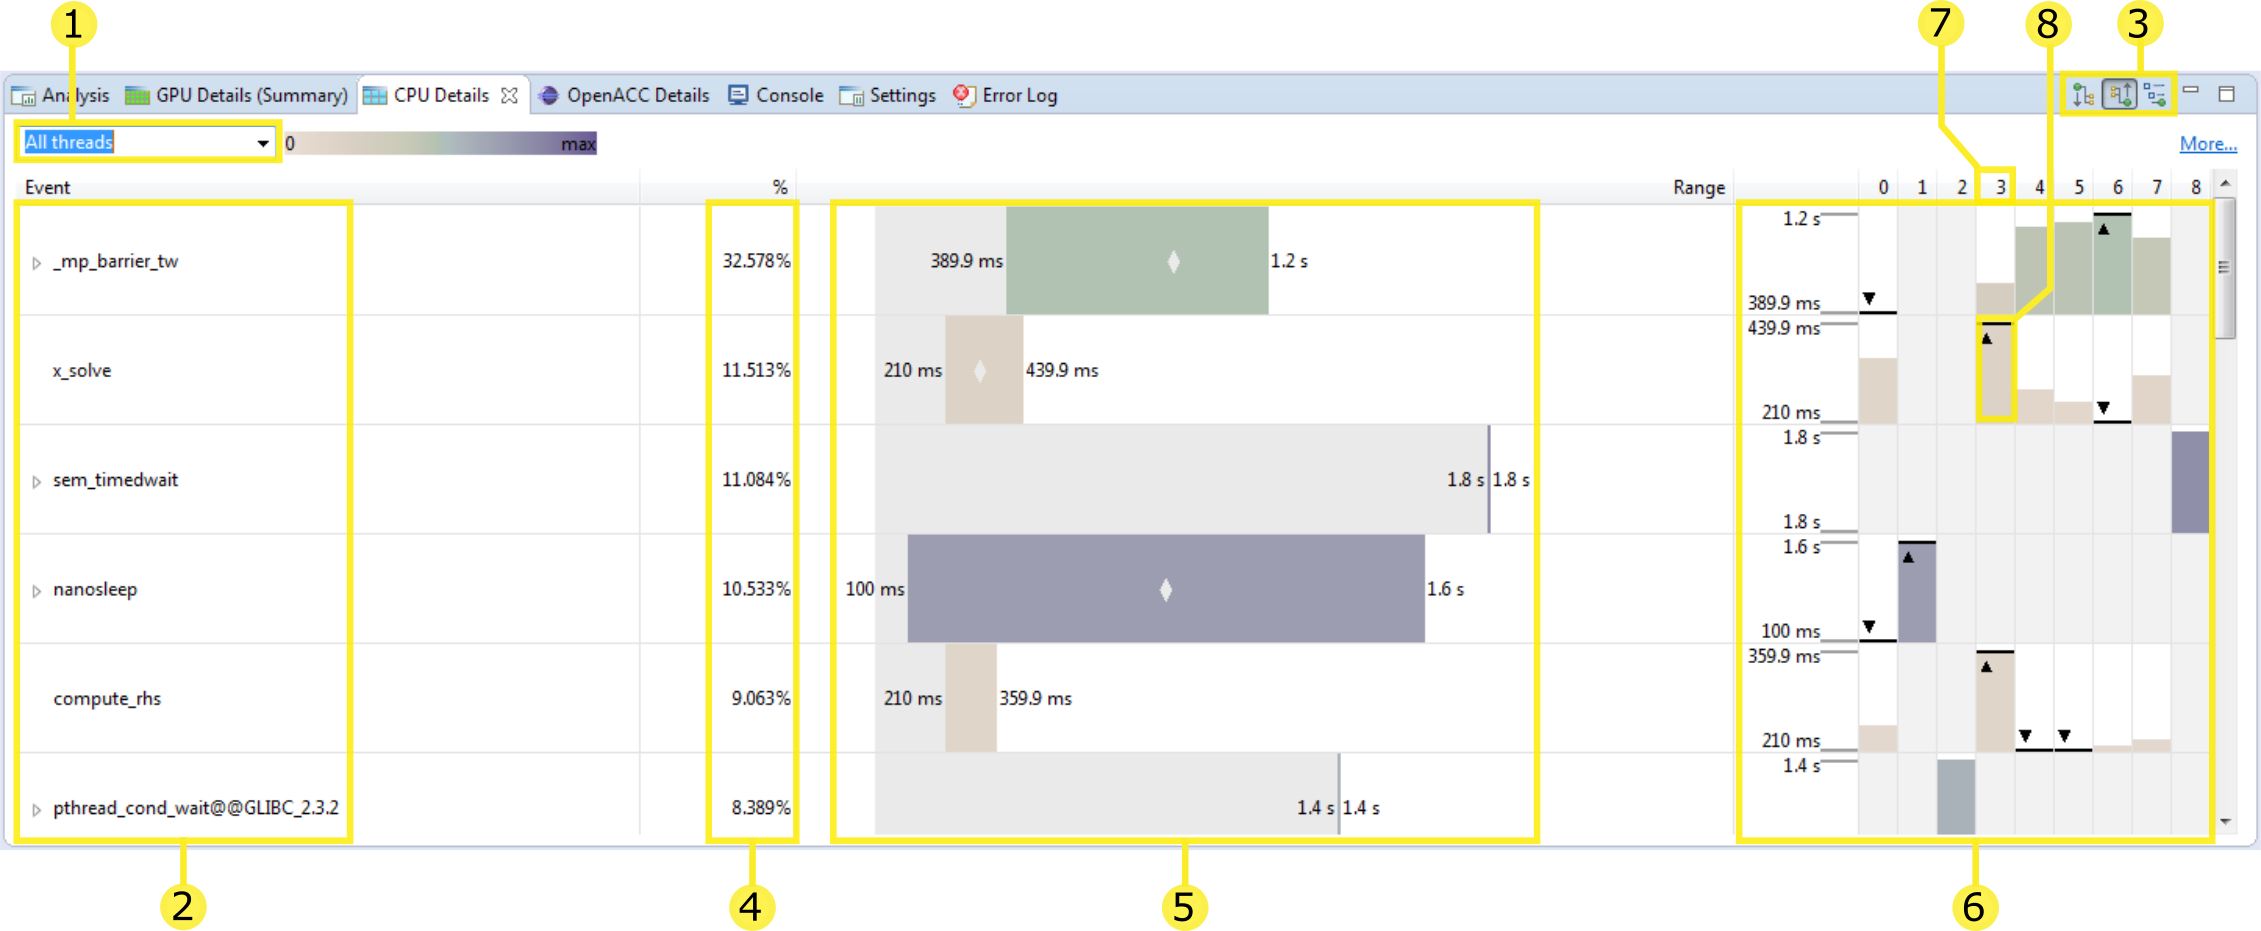 1 7 8 3
Analysis GPU Details (Summary) CPU Details OpenACC Details Console Settings Error Log
All threads 0 max More...
Event % Range 0 1 2 3 4 5 6 7 8
_mp_barrier_tw 32.578% 389.9 ms 1.2 s 1.2 s 389.9 ms
x_solve 11.513% 210 ms 439.9 ms 439.9 ms 210 ms
sem_timedwait 11.084% 1.8 s 1.8 s 1.8 s 1.8 s
nanosleep 10.533% 100 ms 1.6 s 1.6 s 100 ms
compute_rhs 9.063% 210 ms 359.9 ms 359.9 ms 210 ms
pthread_cond_wait@@GLIBC_2.3.2 8.389% 1.4 s 1.4 s 1.4 s
2 4 5 6